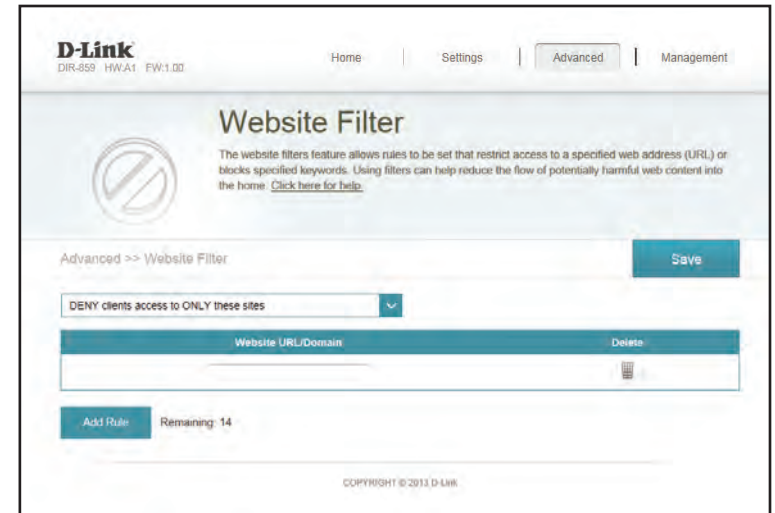 D-Link
DIR-859 HW:A1 FW:1.00
Home
Settings
Advanced
Management
Website Filter
The website filters feature allows rules to be set that restrict access to a specified web address (URL) or
blocks specified keywords. Using filters can help reduce the flow of potentially harmful web content into
the home. Click here for help.
Advanced >> Website Filter
Save
DENY clients access to ONLY these sites
Website URL/Domain
Delete
Add Rule
Remaining: 14
COPYRIGHT © 2013 D-Link